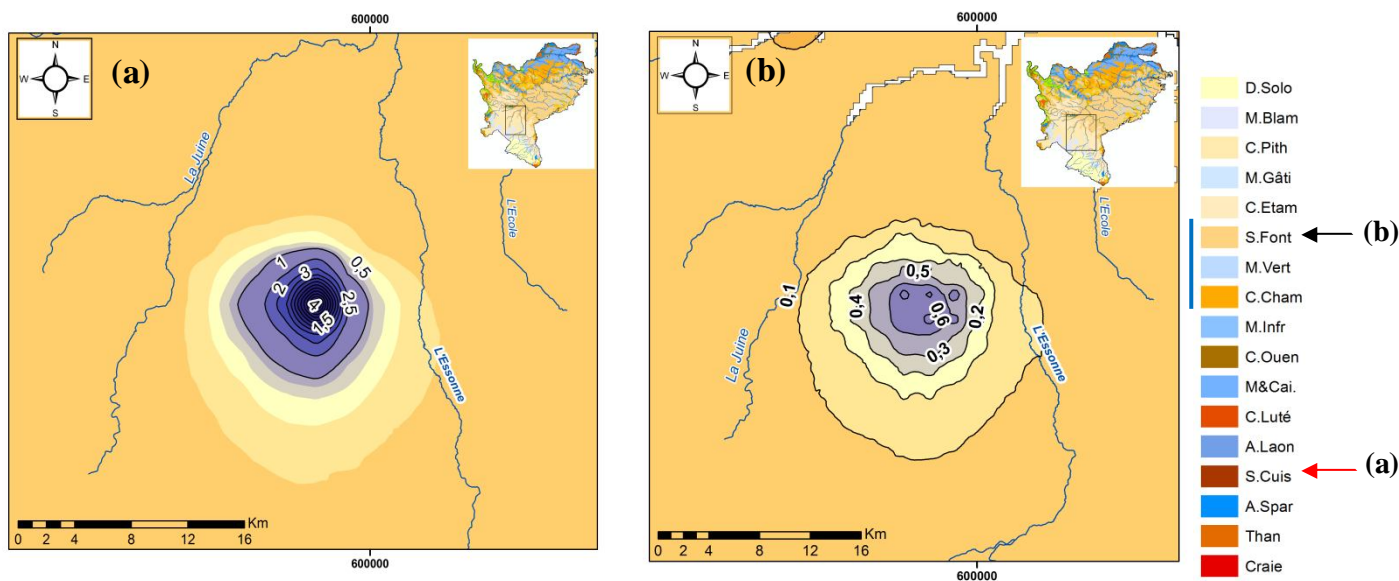 600000
N
W E
S
(a)
La Juine
L'Ecole
L'Essonne
1
3
0,5
2
4
2,5
1,5
Km
0 2 4 8 12 16
600000
600000
N
W E
S
(b)
La Juine
L'Ecole
L'Essonne
0,1
0,5
0,4
0,6
0,2
0,3
Km
0 2 4 8 12 16
600000
D.Solo
M.Blam
C.Pith
M.Gâti
C.Etam
S.Font
(b)
M.Vert
C.Cham
M.Infr
C.Ouen
M&Cai.
C.Luté
A.Laon
S.Cuis
(a)
A.Spar
Than
Craie